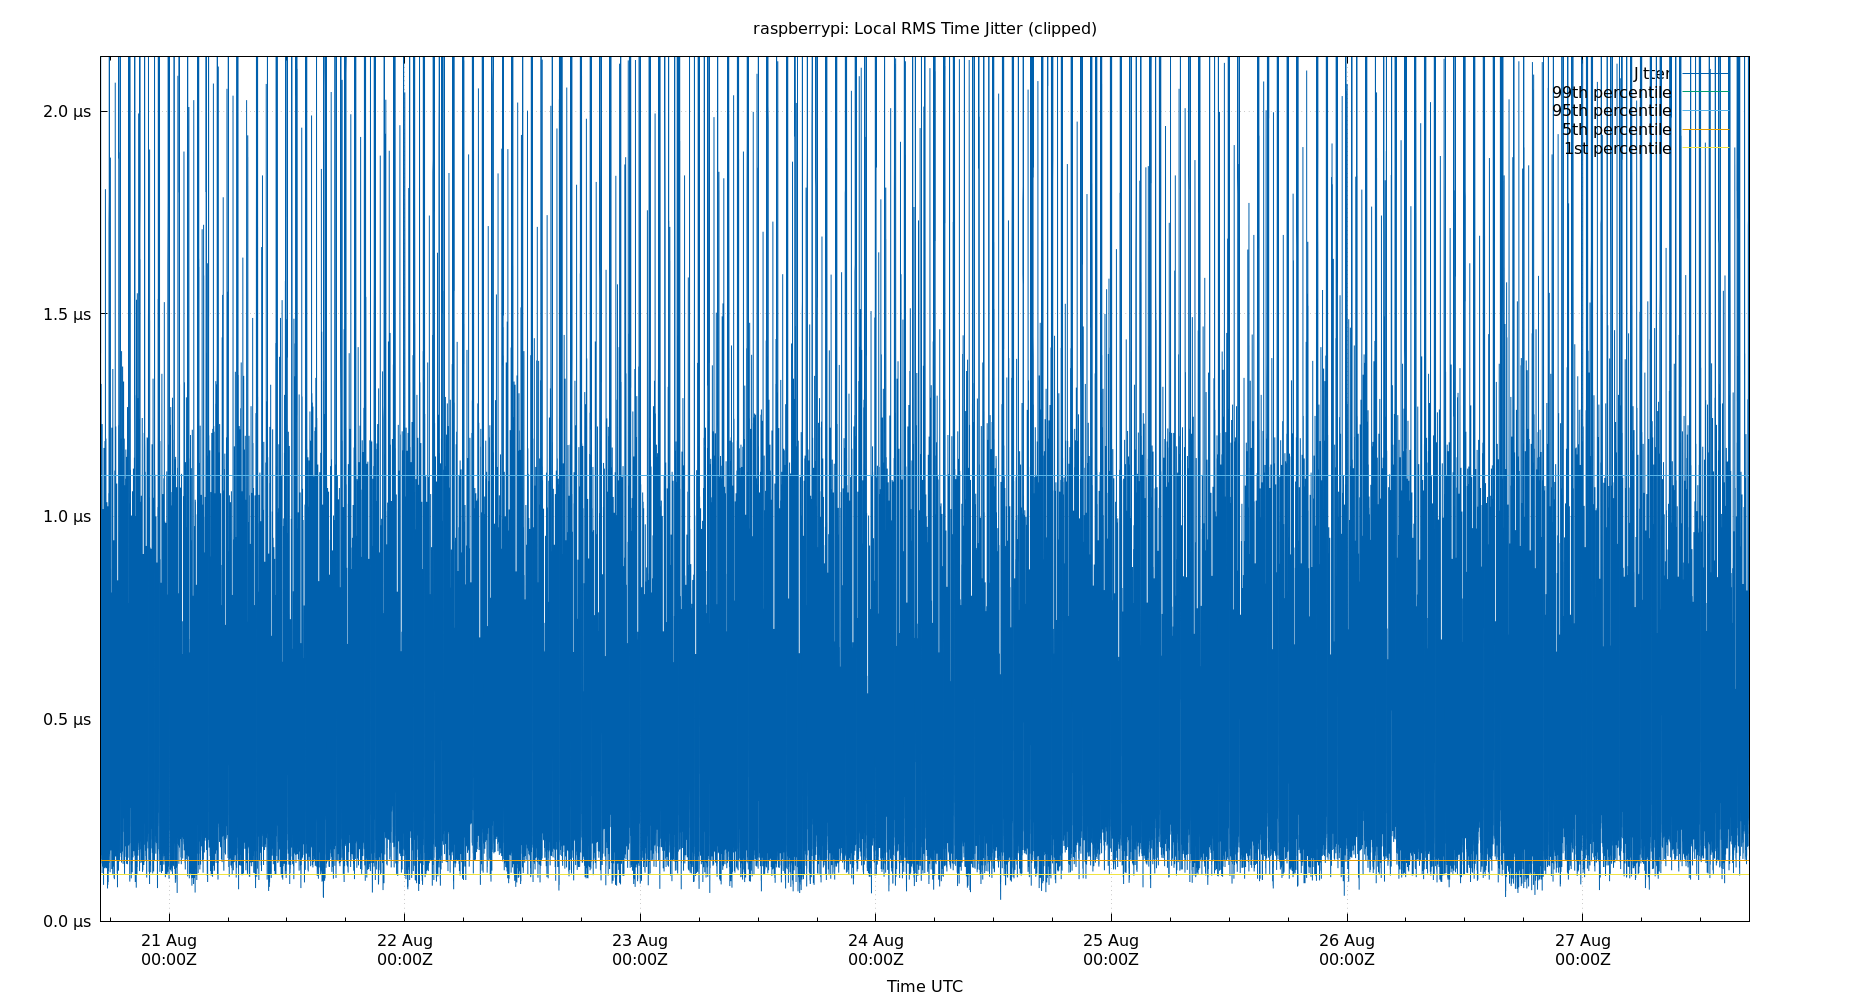 raspberrypi: Local RMS Time Jitter (clipped)
Jitter
99th percentile
95th percentile
5th percentile
1st percentile
2.0 µs
1.5 µs
1.0 µs
0.5 µs
0.0 µs
21 Aug
00:00Z
22 Aug
00:00Z
23 Aug
00:00Z
24 Aug
00:00Z
25 Aug
00:00Z
26 Aug
00:00Z
27 Aug
00:00Z
Time UTC